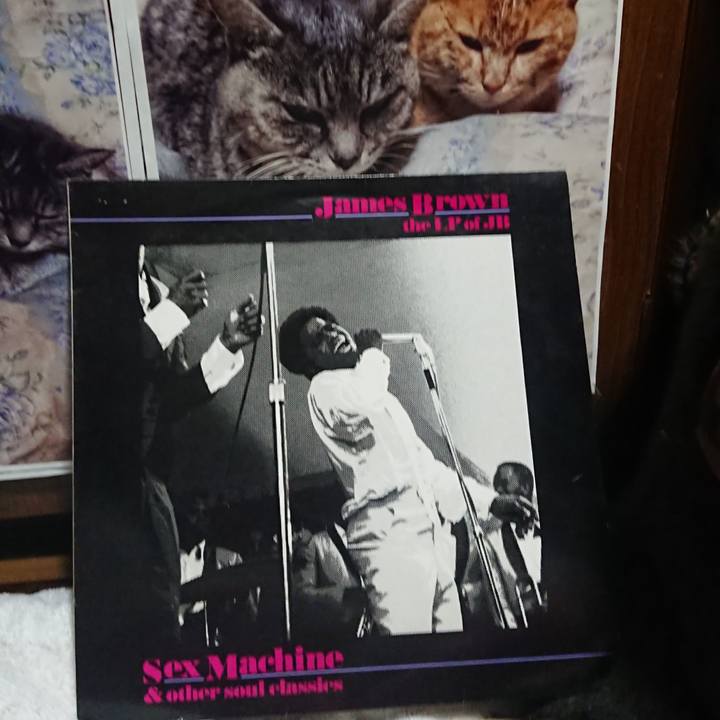 James Brown
the LP of JB
Sex Machine
& other soul classics